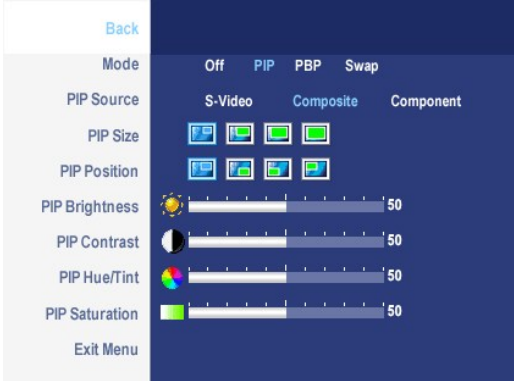 Back
Mode Off PIP PBP Swap
PIP Source S-Video Composite Component
PIP Size
PIP Position
PIP Brightness 50
PIP Contrast 50
PIP Hue/Tint 50
PIP Saturation 50
Exit Menu